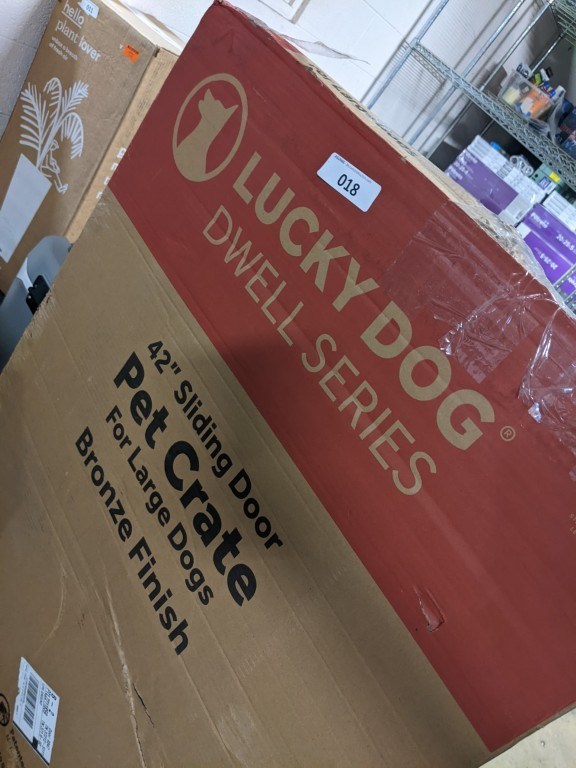 hello
plant lover
018
LUCKY DOG®
DWELL SERIES
42" Sliding Door
Pet Crate
For Large Dogs
Bronze Finish